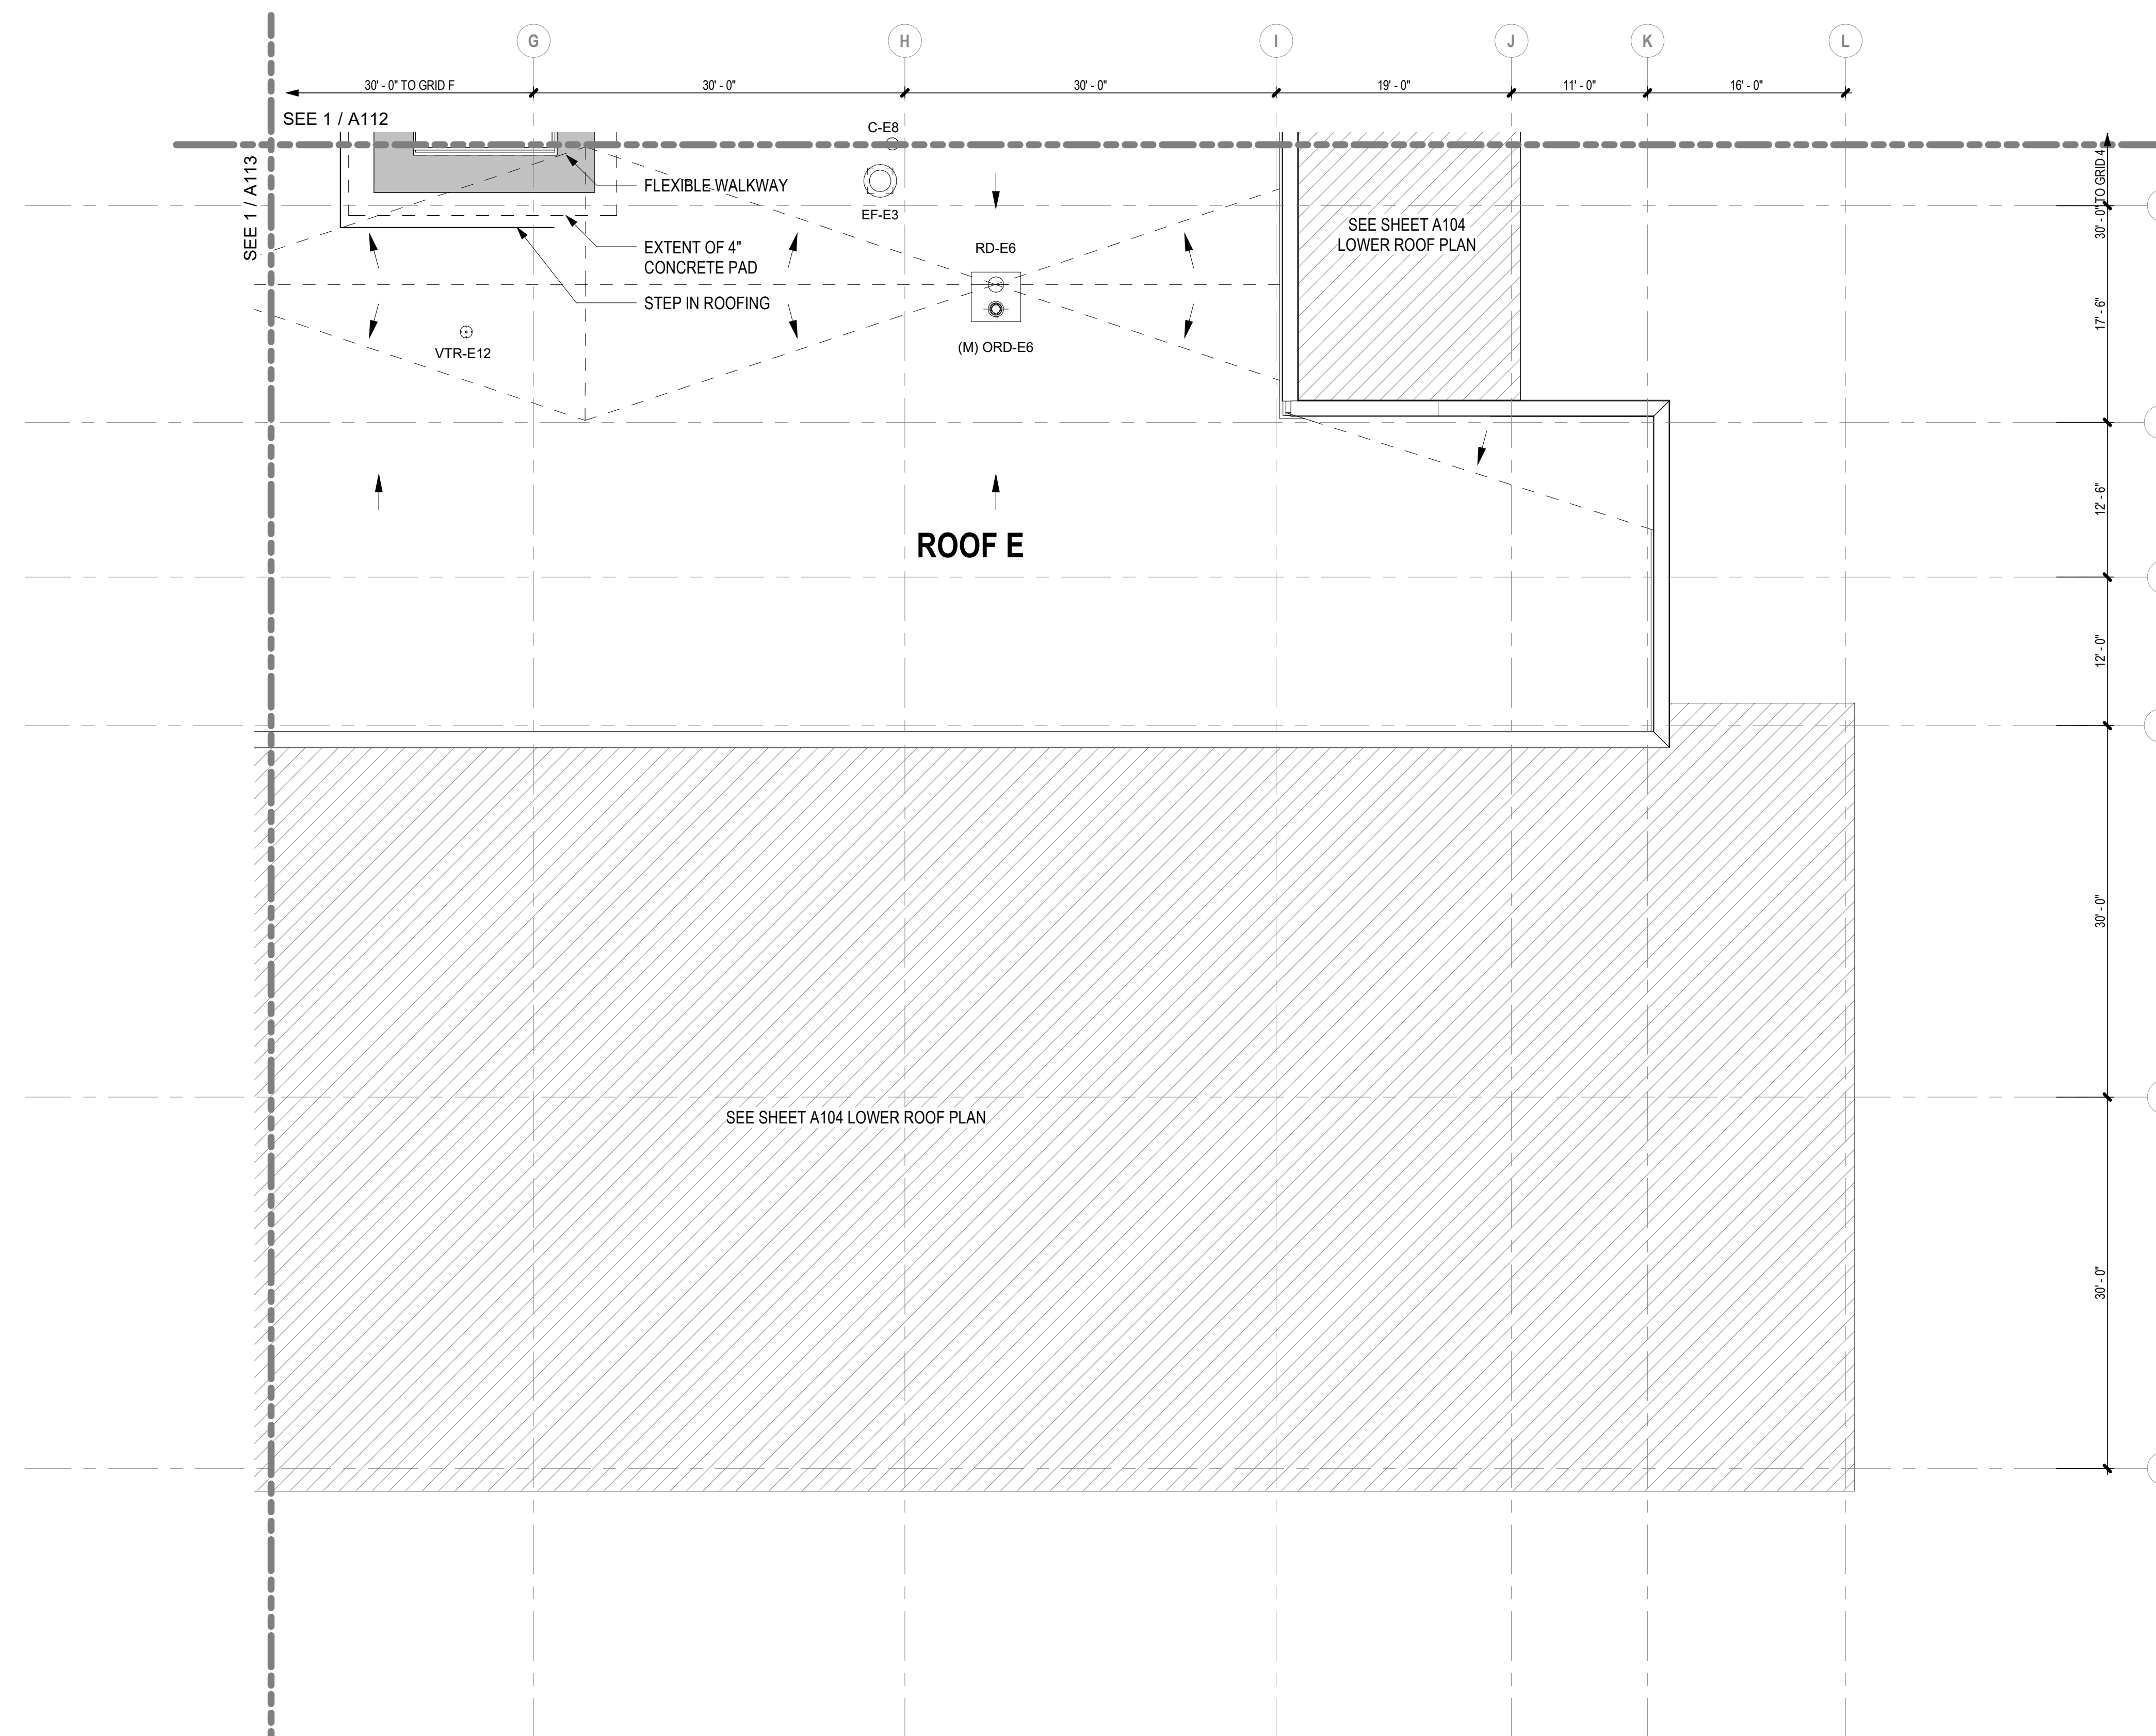 G
H
I
J
K
L
30' - 0" TO GRID F
30' - 0"
30' - 0"
19' - 0"
11' - 0"
16' - 0"
SEE 1 / A112
SEE 1 / A113
C-E8
FLEXIBLE WALKWAY
EF-E3
EXTENT OF 4"
CONCRETE PAD
STEP IN ROOFING
RD-E6
(M) ORD-E6
VTR-E12
SEE SHEET A104
LOWER ROOF PLAN
ROOF E
SEE SHEET A104 LOWER ROOF PLAN
30' - 0" TO GRID 4
17' - 6"
12' - 6"
12' - 0"
30' - 0"
30' - 0"